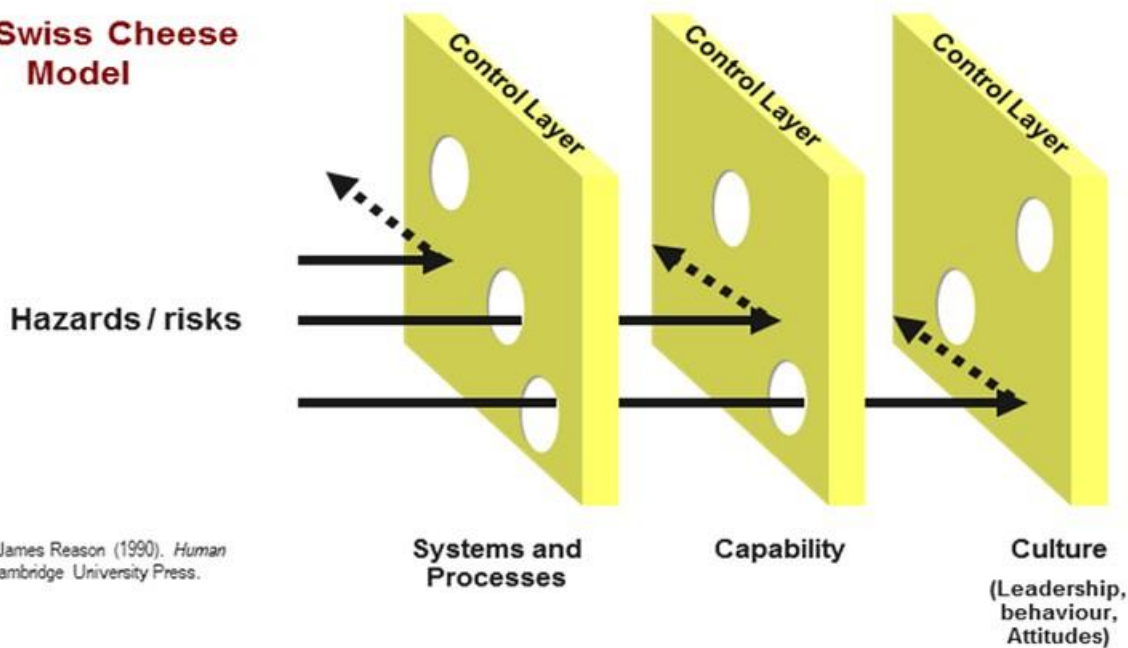 Swiss Cheese
Model
Control Layer
Control Layer
Control Layer
Hazards / risks
James Reason (1990). Human
ambridge University Press.
Systems and
Processes
Capability
Culture
(Leadership,
behaviour,
Attitudes)